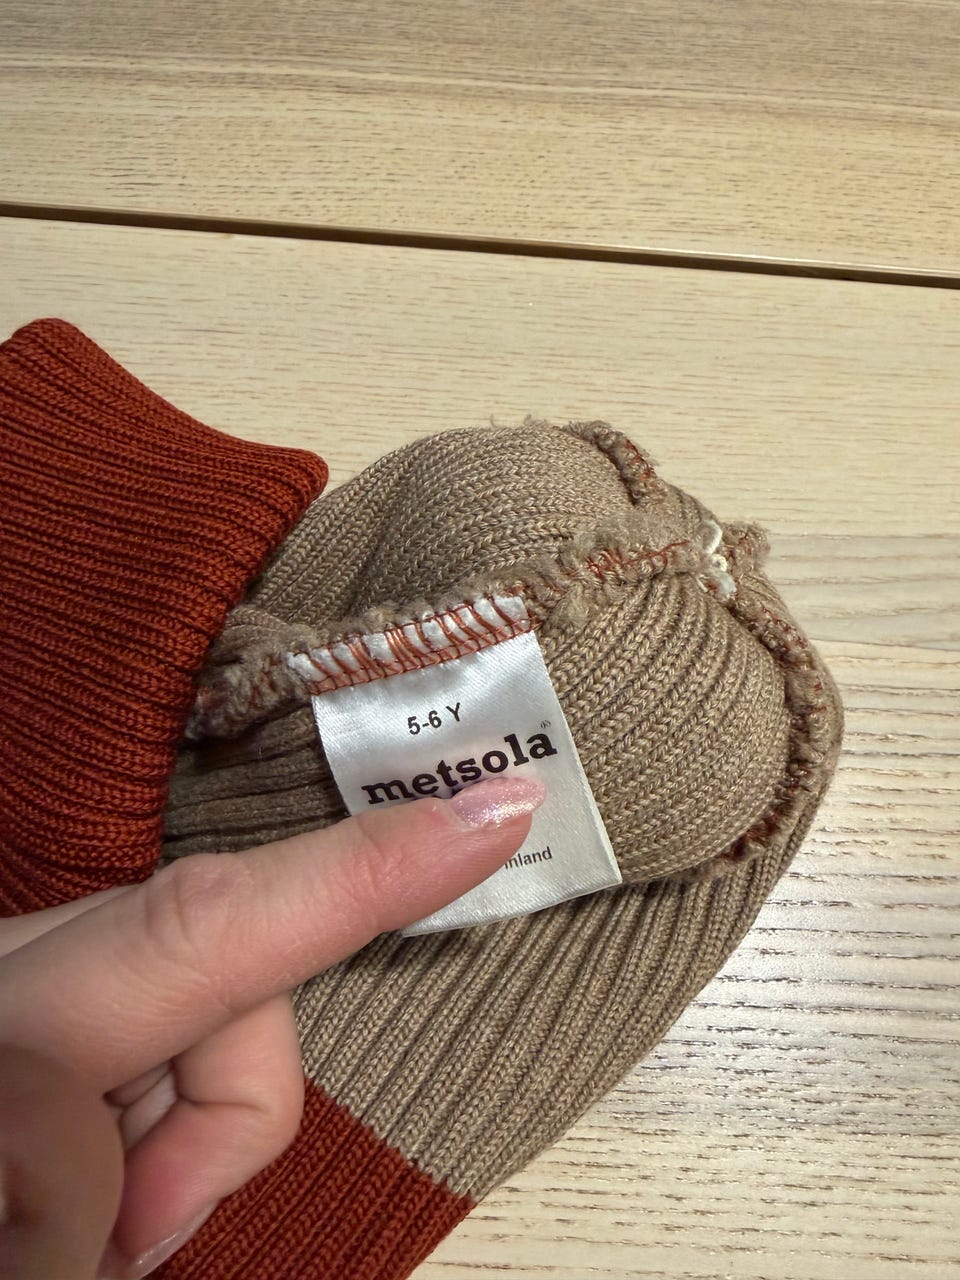 5-6 Y
metsola®
inland